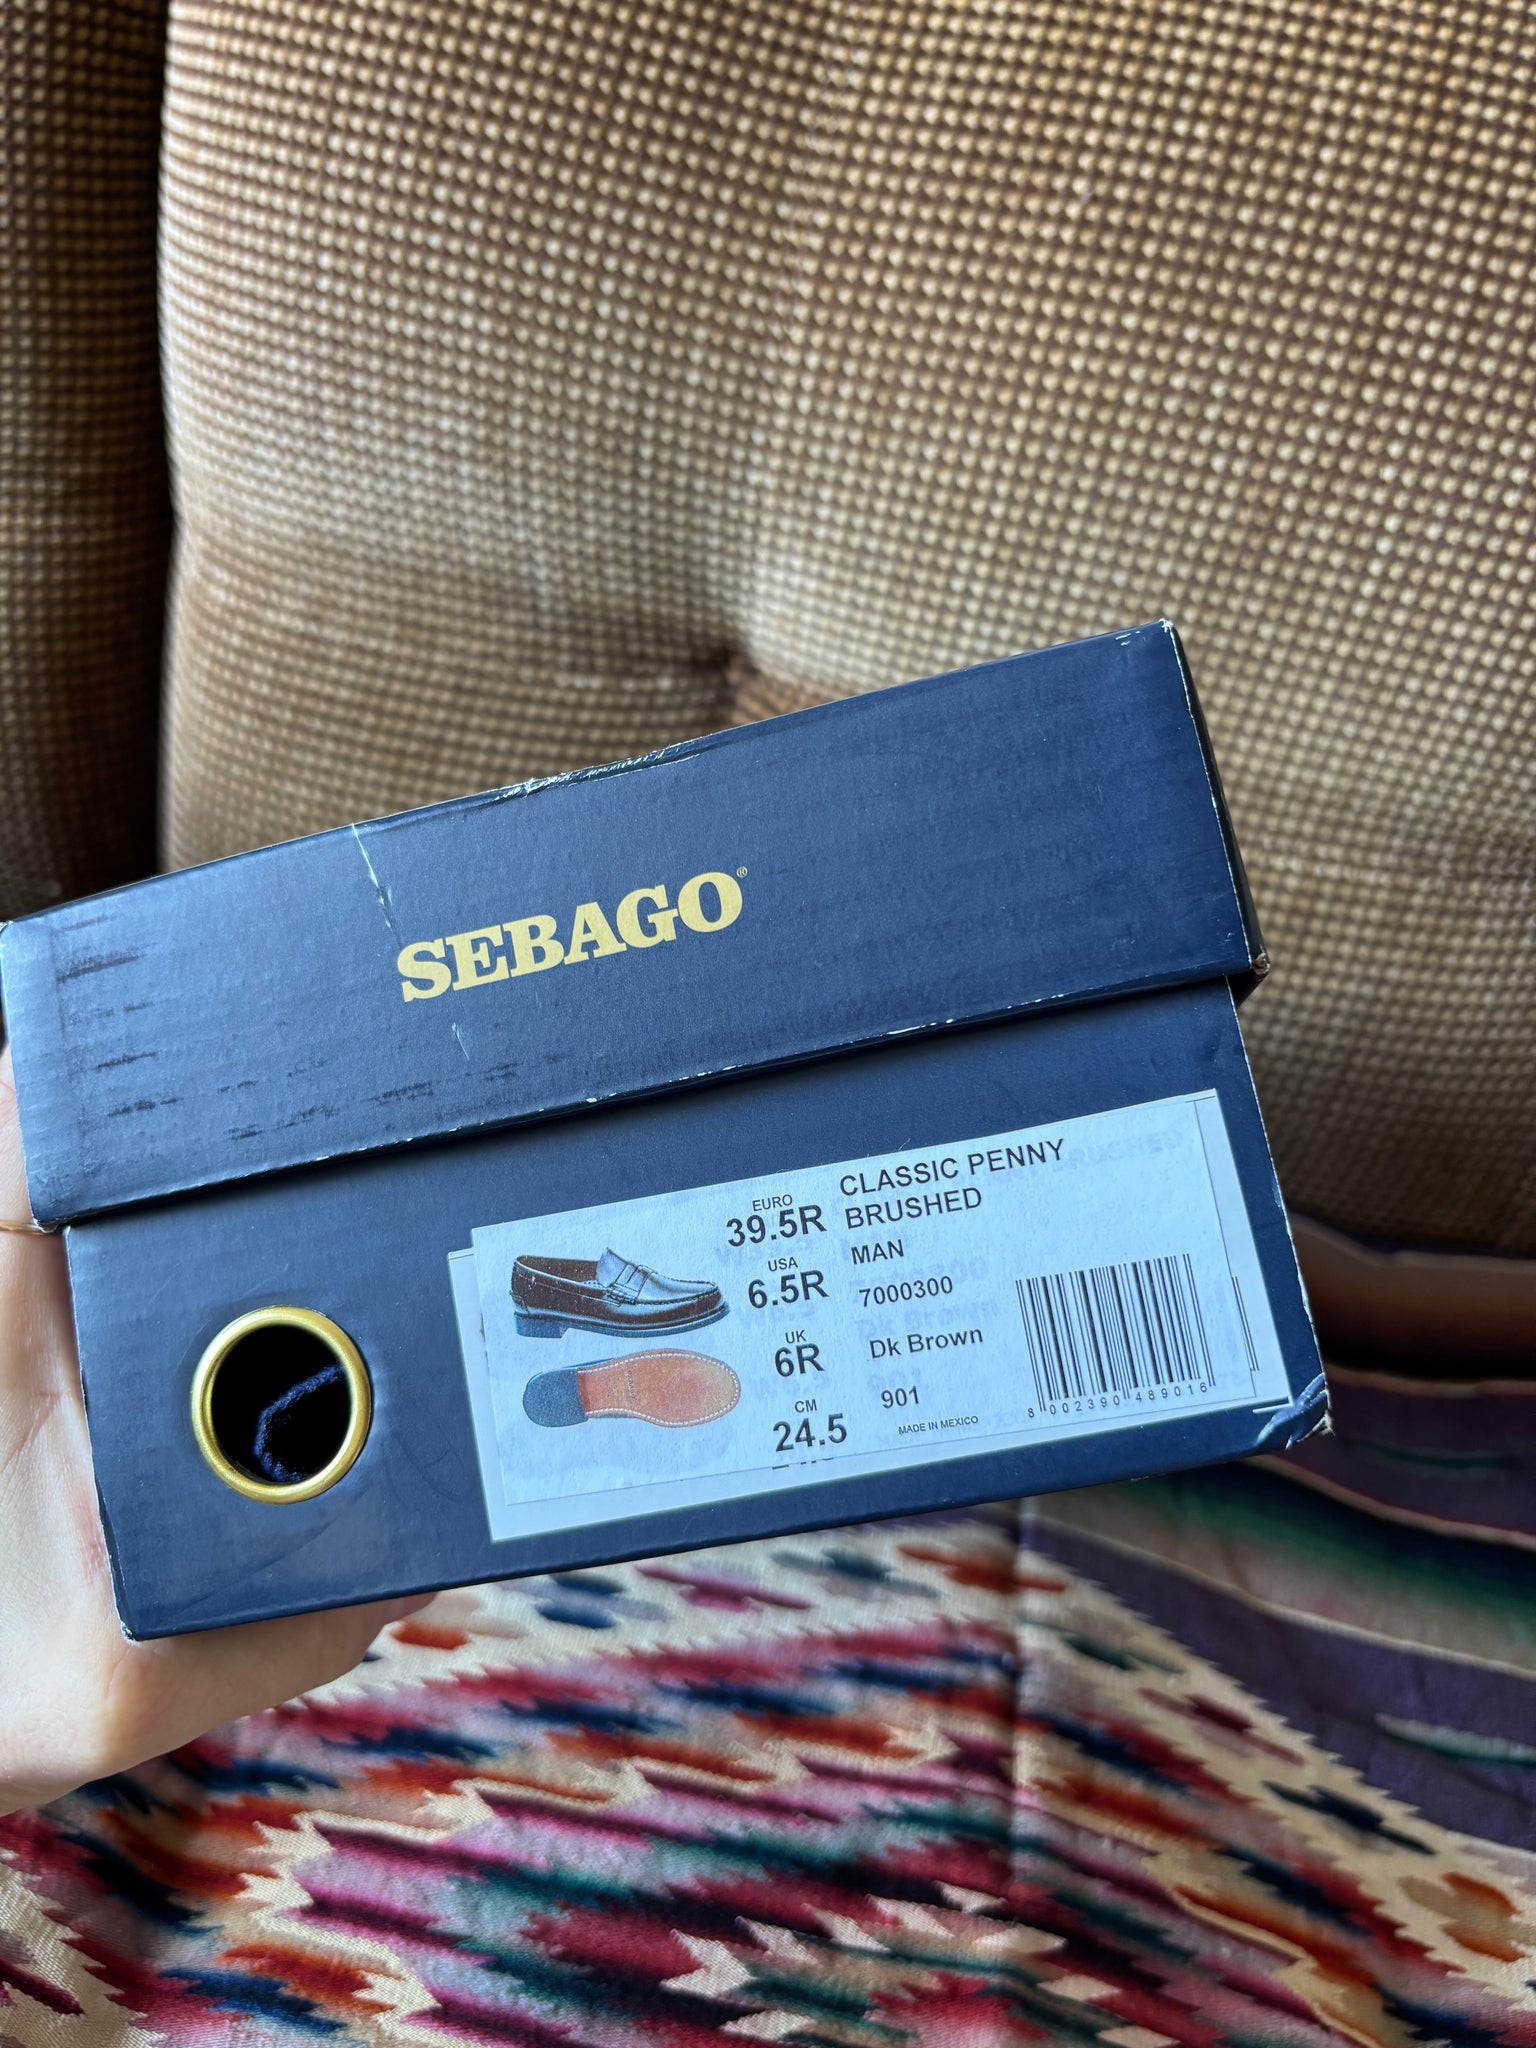 SEBAGO®
EURO
39.5R
USA
6.5R
UK
6R
CM
24.5
CLASSIC PENNY
BRUSHED
MAN
7000300
Dk Brown
901
MADE IN MEXICO
8 002390 489016